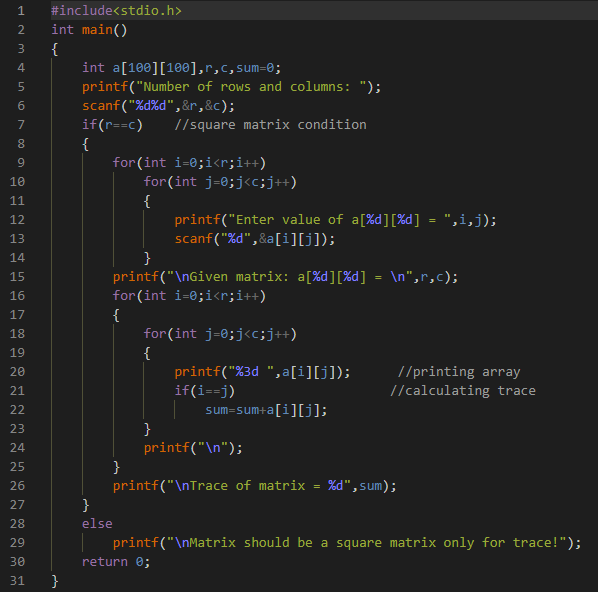 1 #include<stdio.h>
2 int main()
3 {
4     int a[100][100],r,c,sum=0;
5     printf("Number of rows and columns: ");
6     scanf("%d%d",&r,&c);
7     if(r==c)    //square matrix condition
8     {
9         for(int i=0;i<r;i++)
10             for(int j=0;j<c;j++)
11             {
12                 printf("Enter value of a[%d][%d] = ",i,j);
13                 scanf("%d",&a[i][j]);
14             }
15         printf("\nGiven matrix: a[%d][%d] = \n",r,c);
16         for(int i=0;i<r;i++)
17         {
18             for(int j=0;j<c;j++)
19             {
20                 printf("%3d ",a[i][j]);      //printing array
21                 if(i==j)                    //calculating trace
22                     sum=sum+a[i][j];
23             }
24             printf("\n");
25         }
26         printf("\nTrace of matrix = %d",sum);
27     }
28     else
29         printf("\nMatrix should be a square matrix only for trace!");
30     return 0;
31 }